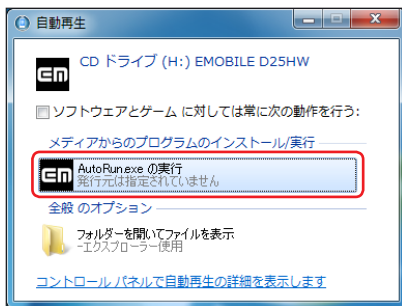 自動再生
CD ドライブ (H:) EMOBILE D25HW
ソフトウェアとゲーム に対しては常に次の動作を行う:
メディアからのプログラムのインストール/実行
EM
AutoRun.exe の実行
発行元は指定されていません
全般 のオプション
フォルダーを開いてファイルを表示
-エクスプローラー使用
コントロール パネルで自動再生の詳細を表示します